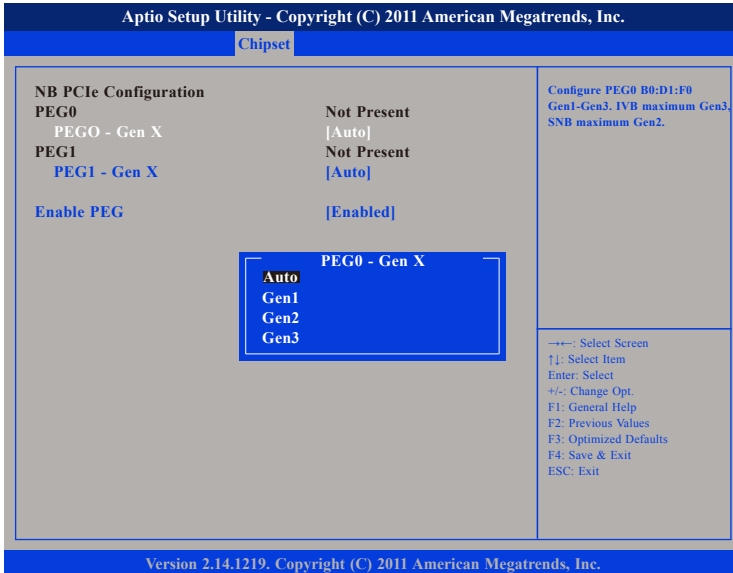 Aptio Setup Utility - Copyright (C) 2011 American Megatrends, Inc.
Chipset
NB PCIe Configuration
PEG0 Not Present
PEGO - Gen X [Auto]
PEG1 Not Present
PEG1 - Gen X [Auto]
Enable PEG [Enabled]
PEG0 - Gen X
Auto
Gen1
Gen2
Gen3
Configure PEG0 B0:D1:F0
Gen1-Gen3. IVB maximum Gen3,
SNB maximum Gen2.
→←: Select Screen
↑↓: Select Item
Enter: Select
+/-: Change Opt.
F1: General Help
F2: Previous Values
F3: Optimized Defaults
F4: Save & Exit
ESC: Exit
Version 2.14.1219. Copyright (C) 2011 American Megatrends, Inc.